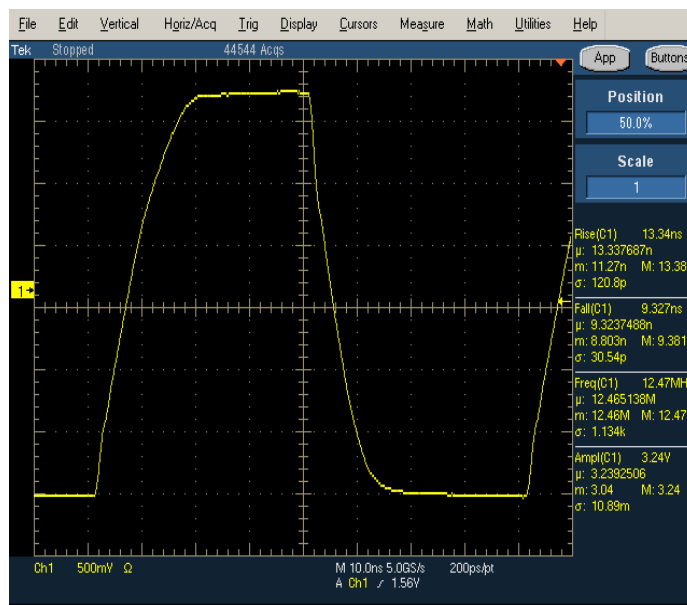 File Edit Vertical Horiz/Acq Trig Display Cursors Measure Math Utilities Help
Tek Stopped 44544 Acqs
App Buttons
Position
50.0%
Scale
1
Rise(C1) 13.34ns
μ: 13.337687n
m: 11.27n M: 13.38
σ: 120.8p
1
Fall(C1) 9.327ns
μ: 9.3237488n
m: 8.803n M: 9.381
σ: 30.54p
Freq(C1) 12.47MH
μ: 12.465138M
m: 12.46M M: 12.47
σ: 1.134k
Ampl(C1) 3.24V
μ: 3.2392506
m: 3.04 M: 3.24
σ: 10.89m
Ch1 500mV Ω M 10.0ns 5.0GS/s 200ps/pt
A Ch1 ∕ 1.56V